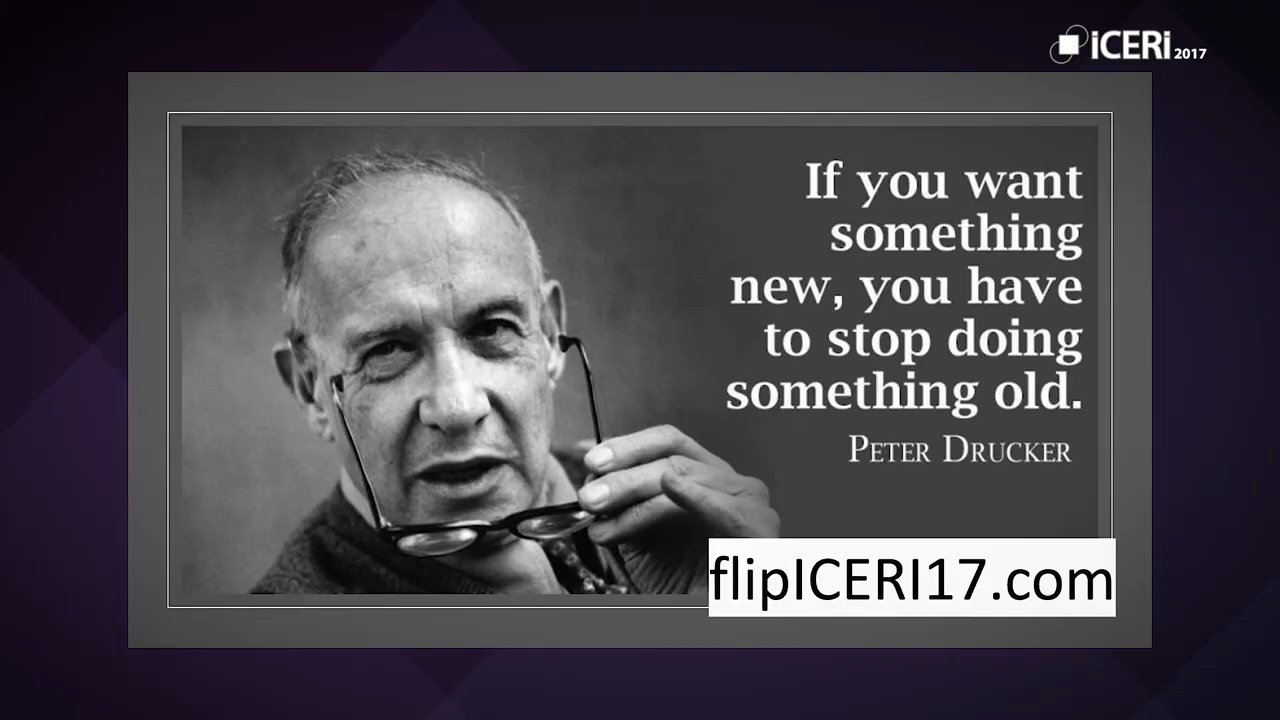 iCERi 2017
If you want
something
new, you have
to stop doing
something old.
PETER DRUCKER
flipICERI17.com